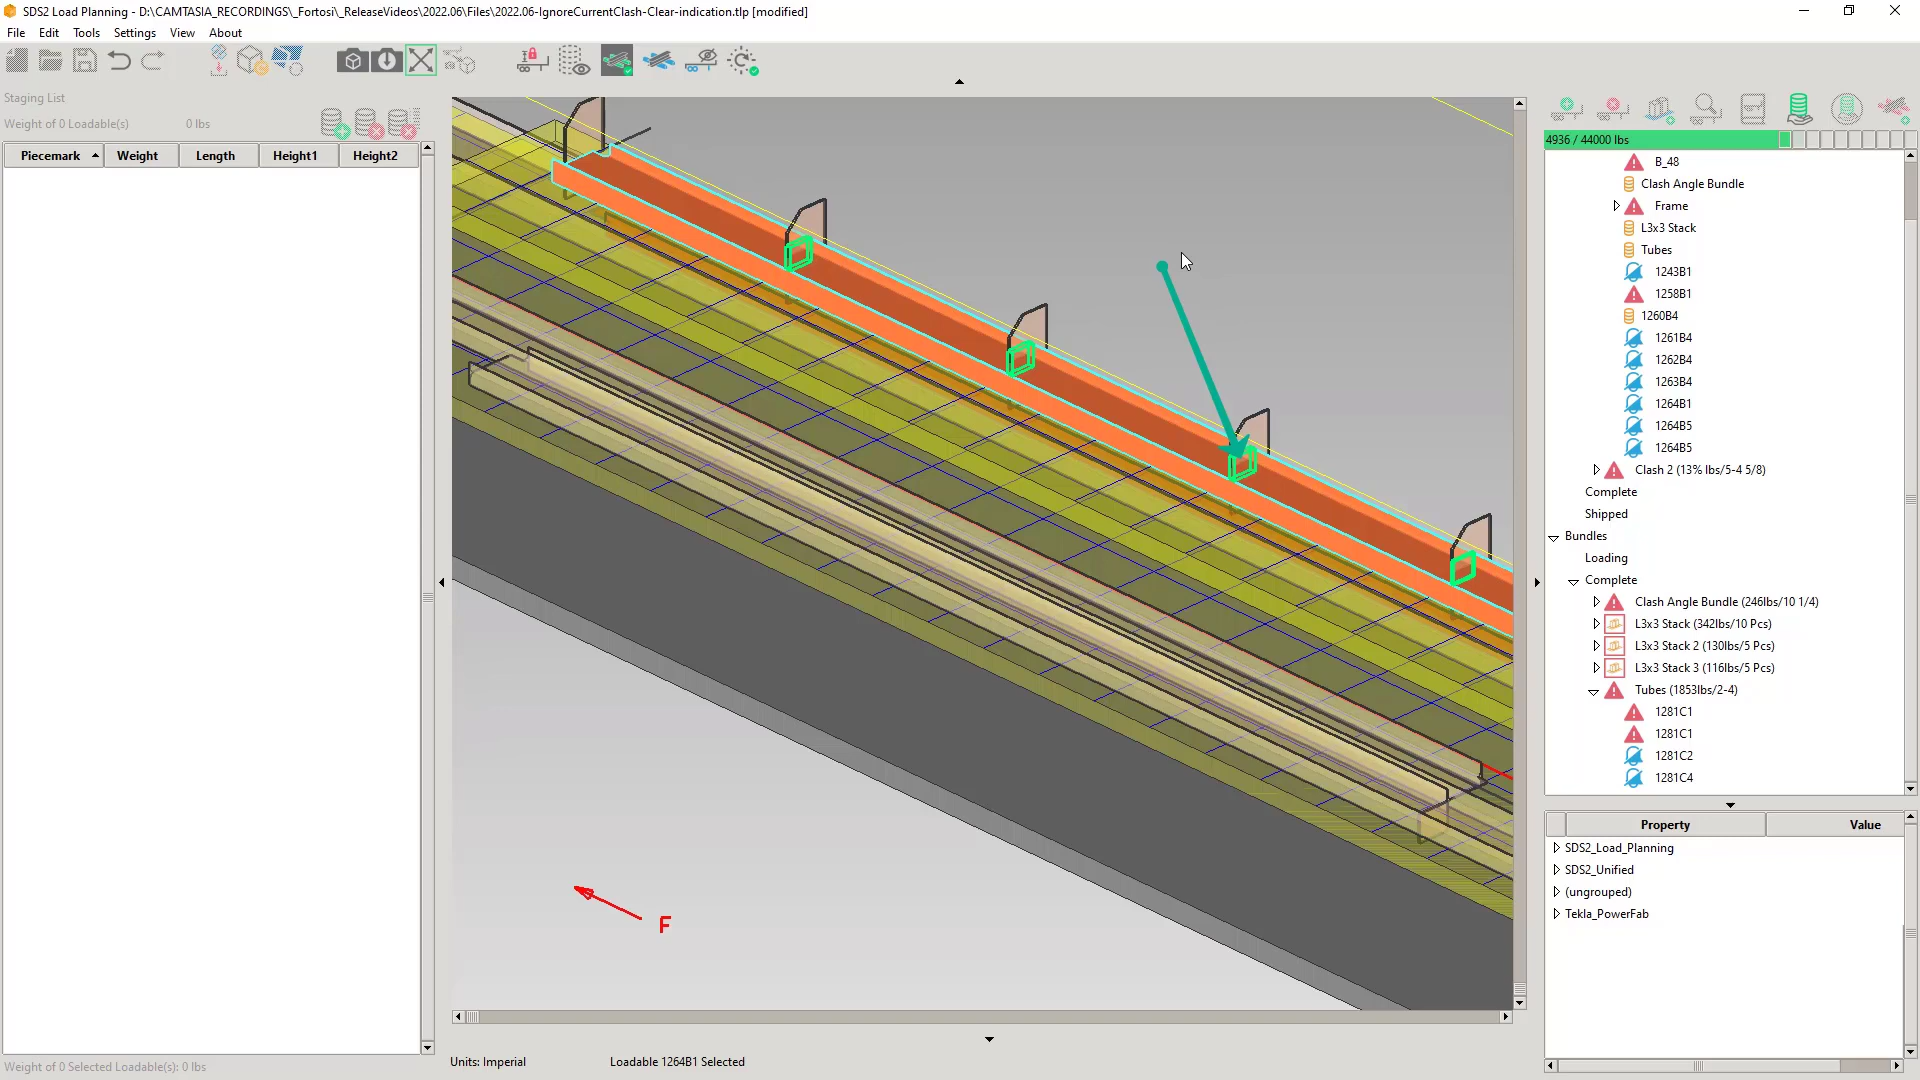 SDS2 Load Planning - D:\CAMTASIA_RECORDINGS\_Fortosi\_ReleaseVideos\2022.06\Files\2022.06-IgnoreCurrentClash-Clear-indication.tlp [modified]
File Edit Tools Settings View About
Staging List
Weight of 0 Loadable(s) 0 lbs
Piecemark Weight Length Height1 Height2
F
4936 / 44000 lbs
B_48
Clash Angle Bundle
Frame
L3x3 Stack
Tubes
1243B1
1258B1
1260B4
1261B4
1262B4
1263B4
1264B1
1264B5
1264B5
Clash 2 (13% lbs/5-4 5/8)
Complete
Shipped
Bundles
Loading
Complete
Clash Angle Bundle (246lbs/10 1/4)
L3x3 Stack (342lbs/10 Pcs)
L3x3 Stack 2 (130lbs/5 Pcs)
L3x3 Stack 3 (116lbs/5 Pcs)
Tubes (1853lbs/2-4)
1281C1
1281C1
1281C2
1281C4
Property Value
SDS2_Load_Planning
SDS2_Unified
(ungrouped)
Tekla_PowerFab
Weight of 0 Selected Loadable(s): 0 lbs
Units: Imperial Loadable 1264B1 Selected